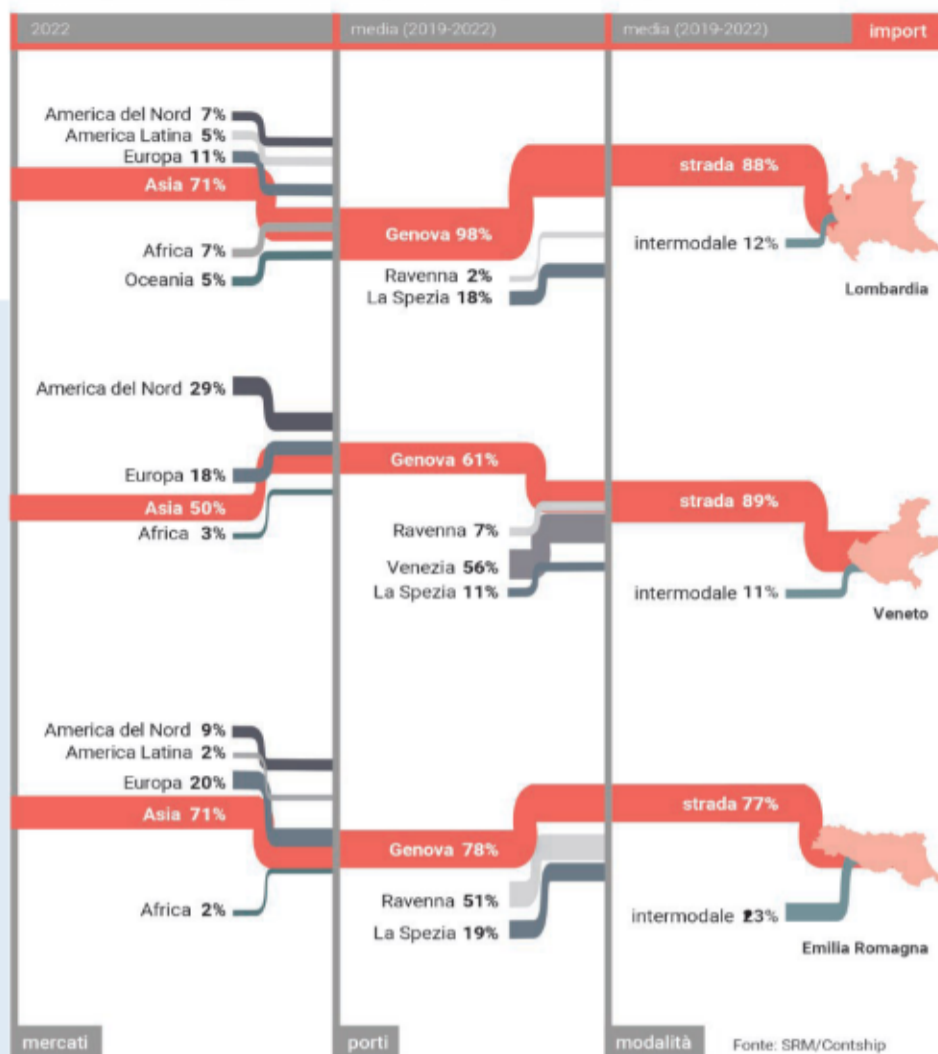 2022
media (2019-2022)
media (2019-2022)
import
America del Nord 7%
America Latina 5%
Europa 11%
Asia 71%
Africa 7%
Oceania 5%
Genova 98%
Ravenna 2%
La Spezia 18%
strada 88%
intermodale 12%
Lombardia
America del Nord 29%
Europa 18%
Asia 50%
Africa 3%
Genova 61%
Ravenna 7%
Venezia 56%
La Spezia 11%
strada 89%
intermodale 11%
Veneto
America del Nord 9%
America Latina 2%
Europa 20%
Asia 71%
Africa 2%
Genova 78%
Ravenna 51%
La Spezia 19%
strada 77%
intermodale 23%
Emilia Romagna
mercati
porti
modalità
Fonte: SRM/Contship